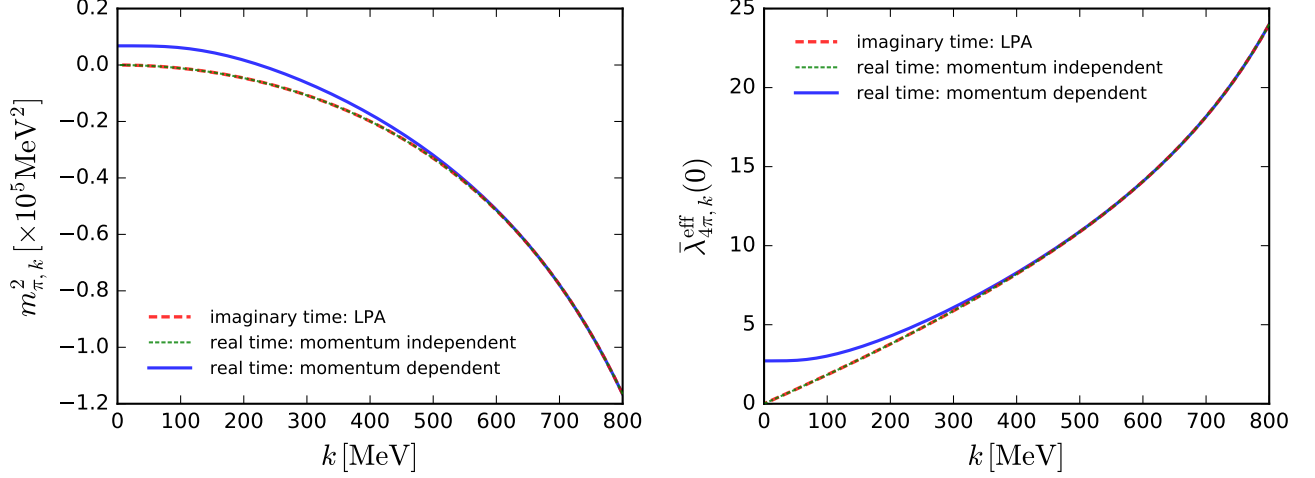 0.2
0.0
−0.2
−0.4
−0.6
−0.8
−1.0
−1.2
m²π,k [×10⁵MeV²]
imaginary time: LPA
real time: momentum independent
real time: momentum dependent
0 100 200 300 400 500 600 700 800
k [MeV]
25
20
15
10
5
0
λ̄ᵉᶠᶠ4π,k(0)
imaginary time: LPA
real time: momentum independent
real time: momentum dependent
0 100 200 300 400 500 600 700 800
k [MeV]